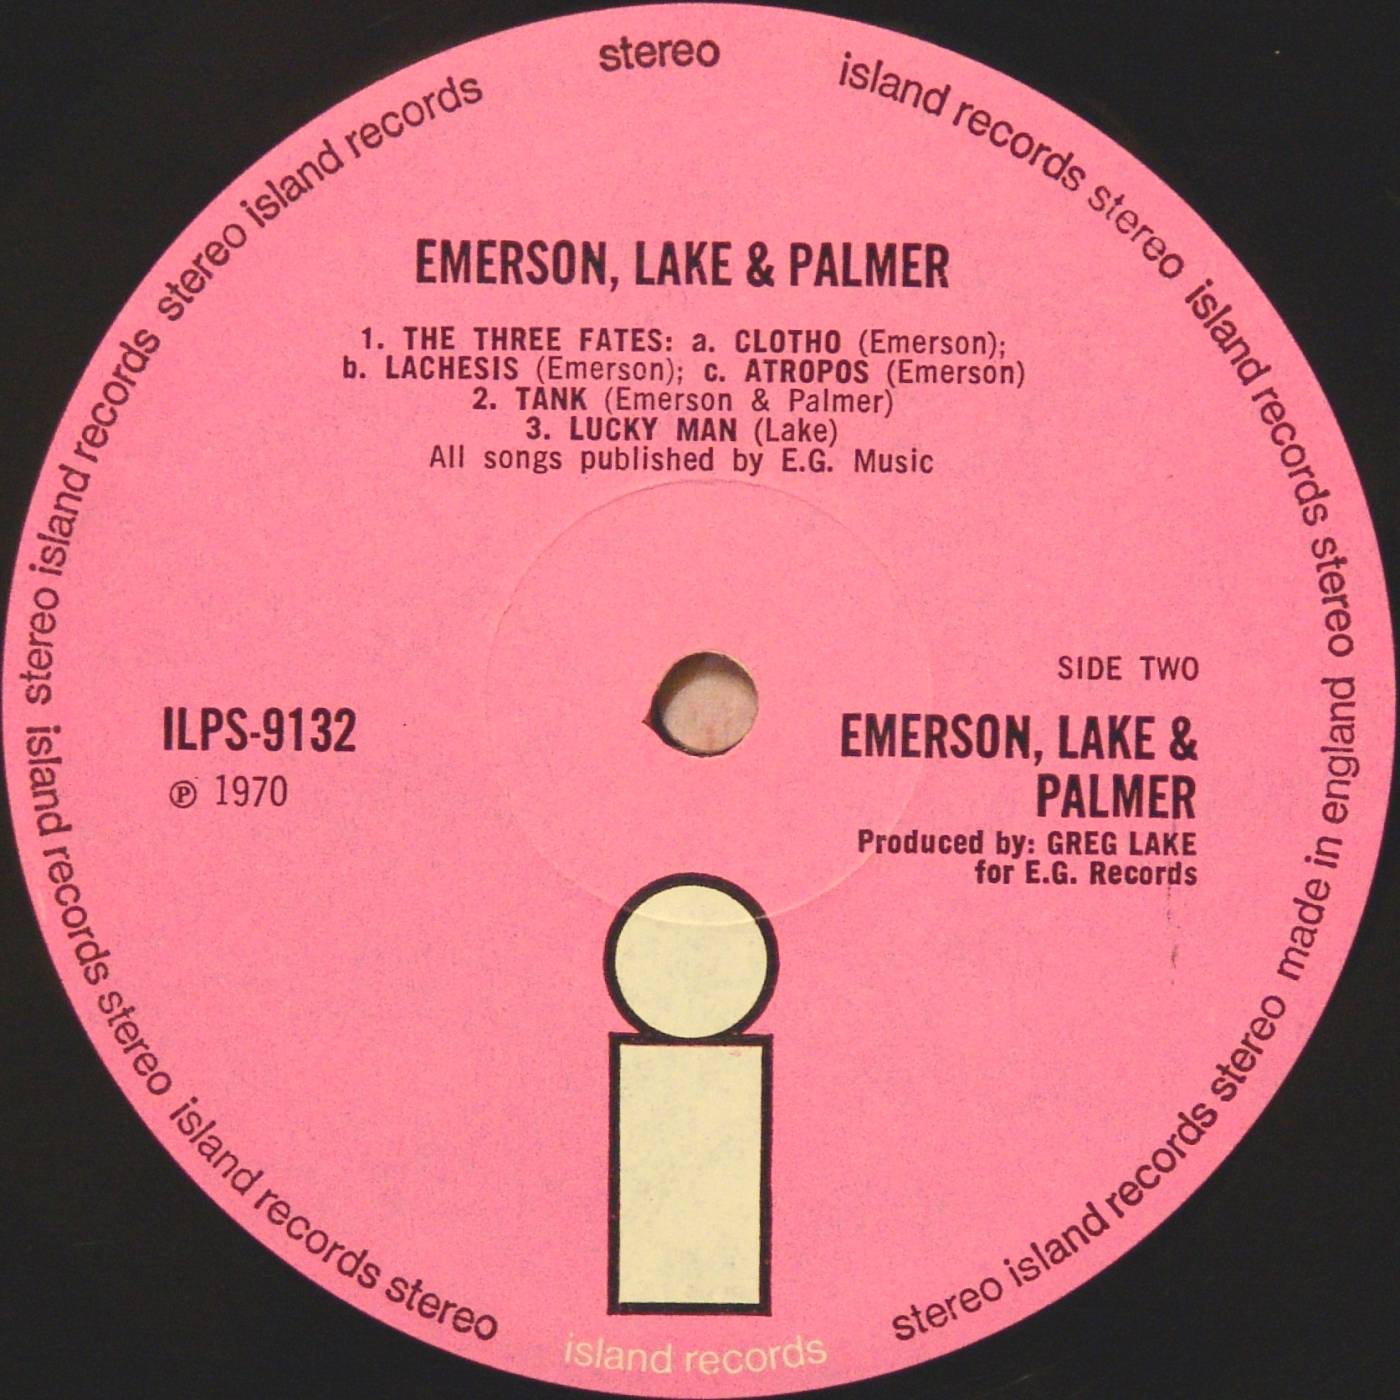 stereo
island records stereo island records stereo made in england
stereo island records stereo
island records stereo island records stereo island records stereo island records stereo island records
EMERSON, LAKE & PALMER
1. THE THREE FATES: a. CLOTHO (Emerson);
b. LACHESIS (Emerson); c. ATROPOS (Emerson)
2. TANK (Emerson & Palmer)
3. LUCKY MAN (Lake)
All songs published by E.G. Music
ILPS-9132
℗ 1970
SIDE TWO
EMERSON, LAKE &
PALMER
Produced by: GREG LAKE
for E.G. Records
island records